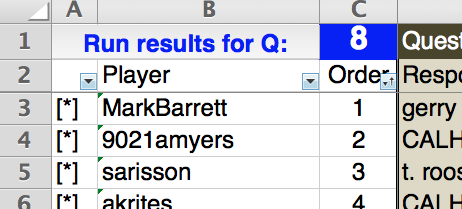 A B C
1 Run results for Q: 8 Quest
2 Player Order Respo
3 [*] MarkBarrett 1 gerry
4 [*] 9021amyers 2 CALH
5 [*] sarisson 3 t. roos
6 [*] akrites 4 CALH